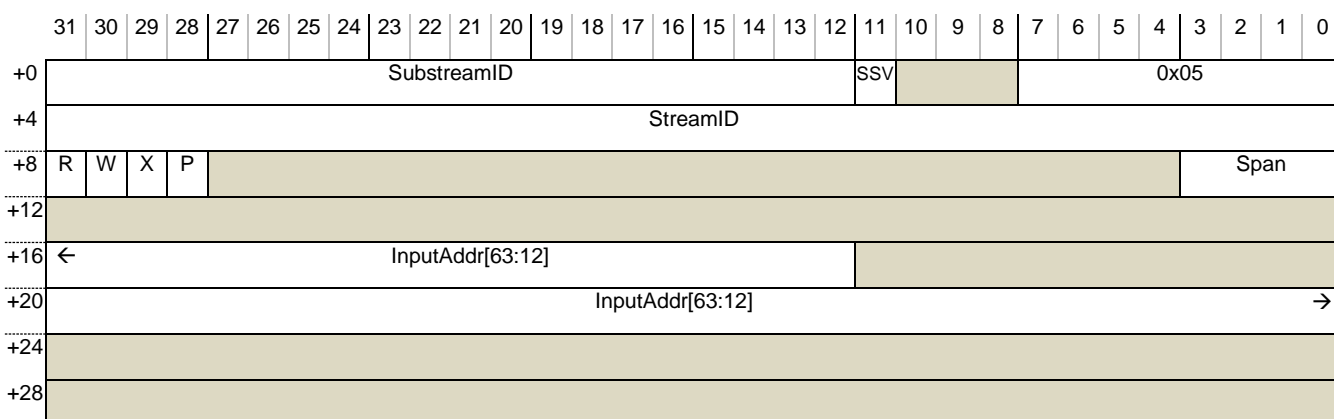 31 30 29 28 27 26 25 24 23 22 21 20 19 18 17 16 15 14 13 12 11 10 9 8 7 6 5 4 3 2 1 0
+0 SubstreamID SSV 0x05
+4 StreamID
+8 R W X P Span
+12
+16 ← InputAddr[63:12]
+20 InputAddr[63:12] →
+24
+28